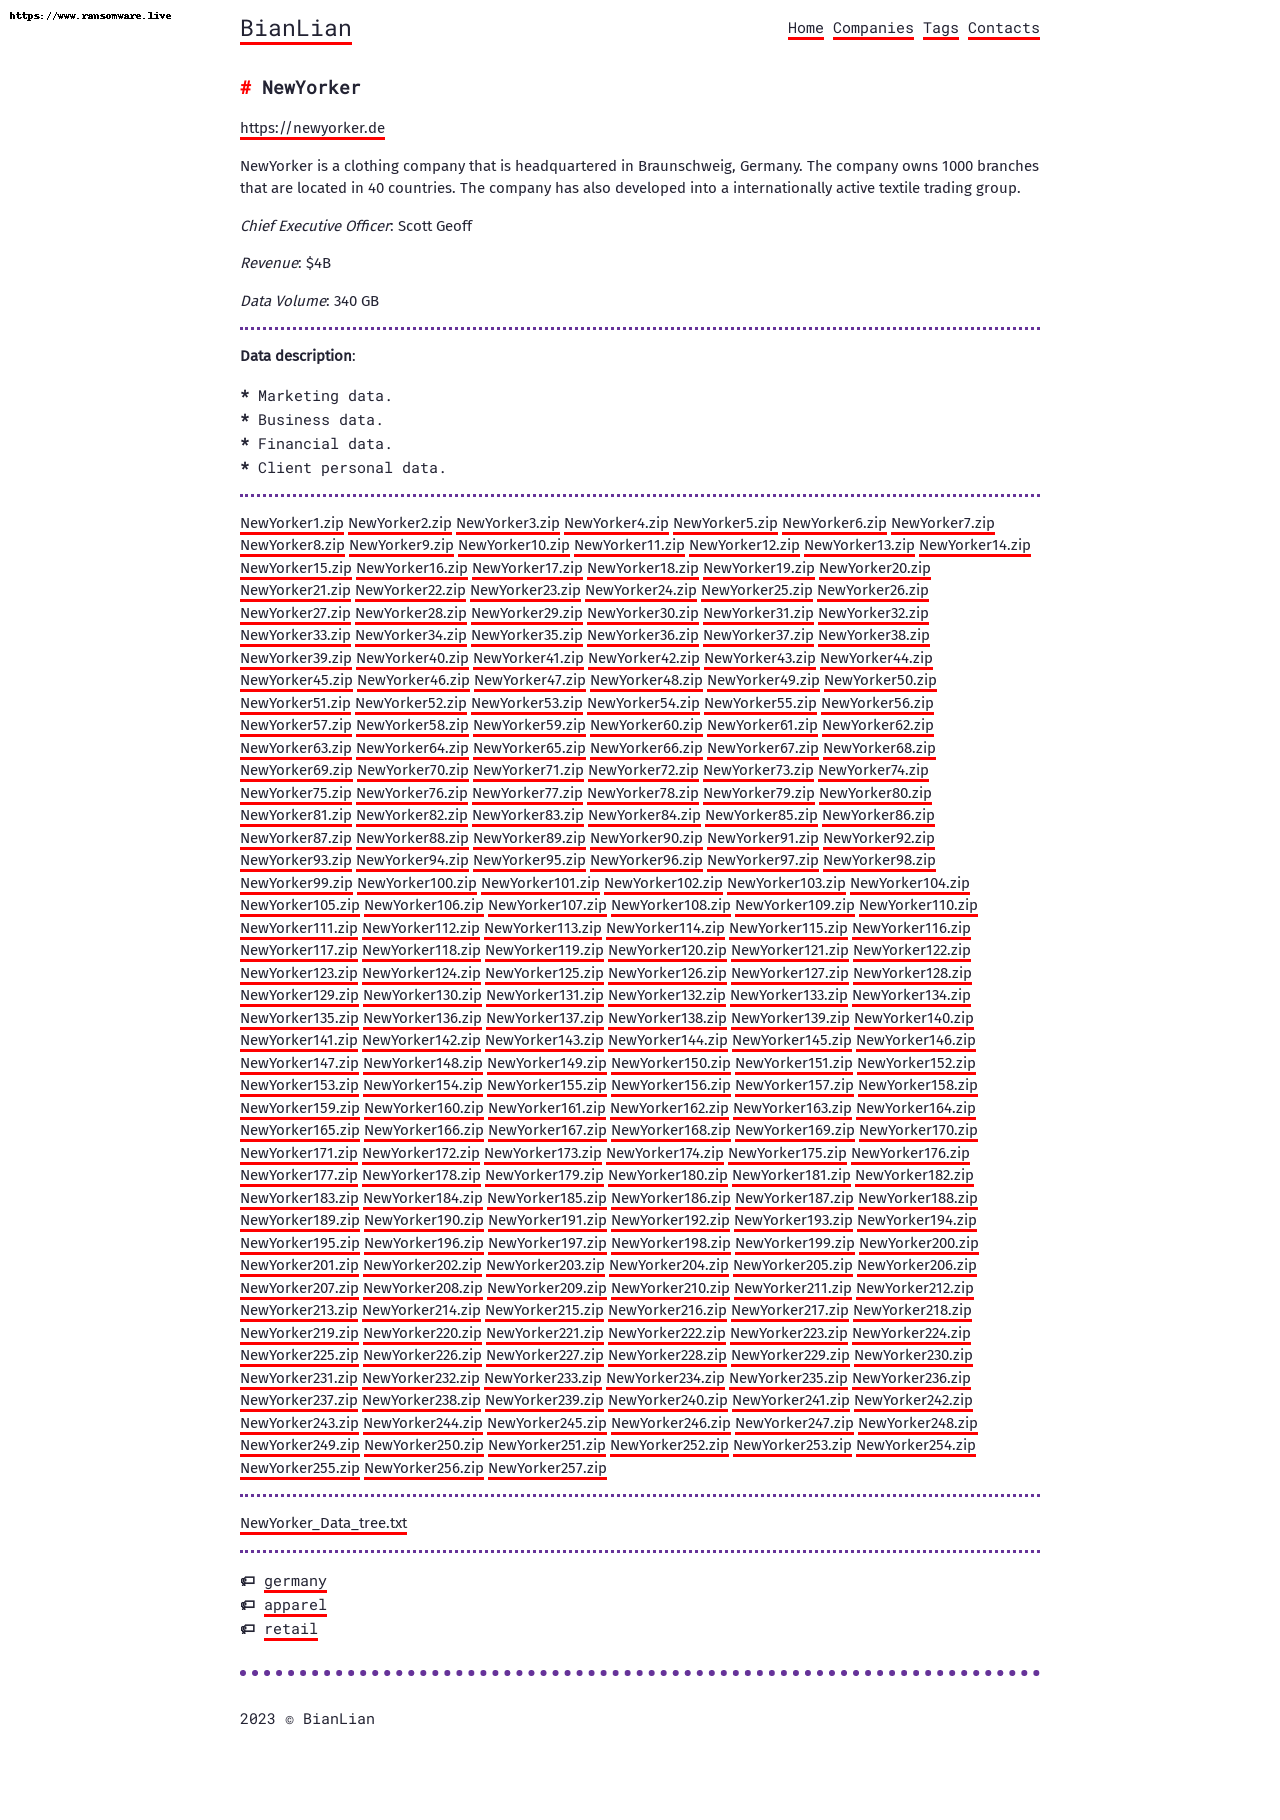 https://www.ransomware.live
BianLian
Home Companies Tags Contacts
# NewYorker
https://newyorker.de
NewYorker is a clothing company that is headquartered in Braunschweig, Germany. The company owns 1000 branches
that are located in 40 countries. The company has also developed into a internationally active textile trading group.
Chief Executive Officer: Scott Geoff
Revenue: $4B
Data Volume: 340 GB
Data description:
* Marketing data.
* Business data.
* Financial data.
* Client personal data.
NewYorker1.zip NewYorker2.zip NewYorker3.zip NewYorker4.zip NewYorker5.zip NewYorker6.zip NewYorker7.zip
NewYorker8.zip NewYorker9.zip NewYorker10.zip NewYorker11.zip NewYorker12.zip NewYorker13.zip NewYorker14.zip
NewYorker15.zip NewYorker16.zip NewYorker17.zip NewYorker18.zip NewYorker19.zip NewYorker20.zip
NewYorker21.zip NewYorker22.zip NewYorker23.zip NewYorker24.zip NewYorker25.zip NewYorker26.zip
NewYorker27.zip NewYorker28.zip NewYorker29.zip NewYorker30.zip NewYorker31.zip NewYorker32.zip
NewYorker33.zip NewYorker34.zip NewYorker35.zip NewYorker36.zip NewYorker37.zip NewYorker38.zip
NewYorker39.zip NewYorker40.zip NewYorker41.zip NewYorker42.zip NewYorker43.zip NewYorker44.zip
NewYorker45.zip NewYorker46.zip NewYorker47.zip NewYorker48.zip NewYorker49.zip NewYorker50.zip
NewYorker51.zip NewYorker52.zip NewYorker53.zip NewYorker54.zip NewYorker55.zip NewYorker56.zip
NewYorker57.zip NewYorker58.zip NewYorker59.zip NewYorker60.zip NewYorker61.zip NewYorker62.zip
NewYorker63.zip NewYorker64.zip NewYorker65.zip NewYorker66.zip NewYorker67.zip NewYorker68.zip
NewYorker69.zip NewYorker70.zip NewYorker71.zip NewYorker72.zip NewYorker73.zip NewYorker74.zip
NewYorker75.zip NewYorker76.zip NewYorker77.zip NewYorker78.zip NewYorker79.zip NewYorker80.zip
NewYorker81.zip NewYorker82.zip NewYorker83.zip NewYorker84.zip NewYorker85.zip NewYorker86.zip
NewYorker87.zip NewYorker88.zip NewYorker89.zip NewYorker90.zip NewYorker91.zip NewYorker92.zip
NewYorker93.zip NewYorker94.zip NewYorker95.zip NewYorker96.zip NewYorker97.zip NewYorker98.zip
NewYorker99.zip NewYorker100.zip NewYorker101.zip NewYorker102.zip NewYorker103.zip NewYorker104.zip
NewYorker105.zip NewYorker106.zip NewYorker107.zip NewYorker108.zip NewYorker109.zip NewYorker110.zip
NewYorker111.zip NewYorker112.zip NewYorker113.zip NewYorker114.zip NewYorker115.zip NewYorker116.zip
NewYorker117.zip NewYorker118.zip NewYorker119.zip NewYorker120.zip NewYorker121.zip NewYorker122.zip
NewYorker123.zip NewYorker124.zip NewYorker125.zip NewYorker126.zip NewYorker127.zip NewYorker128.zip
NewYorker129.zip NewYorker130.zip NewYorker131.zip NewYorker132.zip NewYorker133.zip NewYorker134.zip
NewYorker135.zip NewYorker136.zip NewYorker137.zip NewYorker138.zip NewYorker139.zip NewYorker140.zip
NewYorker141.zip NewYorker142.zip NewYorker143.zip NewYorker144.zip NewYorker145.zip NewYorker146.zip
NewYorker147.zip NewYorker148.zip NewYorker149.zip NewYorker150.zip NewYorker151.zip NewYorker152.zip
NewYorker153.zip NewYorker154.zip NewYorker155.zip NewYorker156.zip NewYorker157.zip NewYorker158.zip
NewYorker159.zip NewYorker160.zip NewYorker161.zip NewYorker162.zip NewYorker163.zip NewYorker164.zip
NewYorker165.zip NewYorker166.zip NewYorker167.zip NewYorker168.zip NewYorker169.zip NewYorker170.zip
NewYorker171.zip NewYorker172.zip NewYorker173.zip NewYorker174.zip NewYorker175.zip NewYorker176.zip
NewYorker177.zip NewYorker178.zip NewYorker179.zip NewYorker180.zip NewYorker181.zip NewYorker182.zip
NewYorker183.zip NewYorker184.zip NewYorker185.zip NewYorker186.zip NewYorker187.zip NewYorker188.zip
NewYorker189.zip NewYorker190.zip NewYorker191.zip NewYorker192.zip NewYorker193.zip NewYorker194.zip
NewYorker195.zip NewYorker196.zip NewYorker197.zip NewYorker198.zip NewYorker199.zip NewYorker200.zip
NewYorker201.zip NewYorker202.zip NewYorker203.zip NewYorker204.zip NewYorker205.zip NewYorker206.zip
NewYorker207.zip NewYorker208.zip NewYorker209.zip NewYorker210.zip NewYorker211.zip NewYorker212.zip
NewYorker213.zip NewYorker214.zip NewYorker215.zip NewYorker216.zip NewYorker217.zip NewYorker218.zip
NewYorker219.zip NewYorker220.zip NewYorker221.zip NewYorker222.zip NewYorker223.zip NewYorker224.zip
NewYorker225.zip NewYorker226.zip NewYorker227.zip NewYorker228.zip NewYorker229.zip NewYorker230.zip
NewYorker231.zip NewYorker232.zip NewYorker233.zip NewYorker234.zip NewYorker235.zip NewYorker236.zip
NewYorker237.zip NewYorker238.zip NewYorker239.zip NewYorker240.zip NewYorker241.zip NewYorker242.zip
NewYorker243.zip NewYorker244.zip NewYorker245.zip NewYorker246.zip NewYorker247.zip NewYorker248.zip
NewYorker249.zip NewYorker250.zip NewYorker251.zip NewYorker252.zip NewYorker253.zip NewYorker254.zip
NewYorker255.zip NewYorker256.zip NewYorker257.zip
NewYorker_Data_tree.txt
germany
apparel
retail
2023 © BianLian